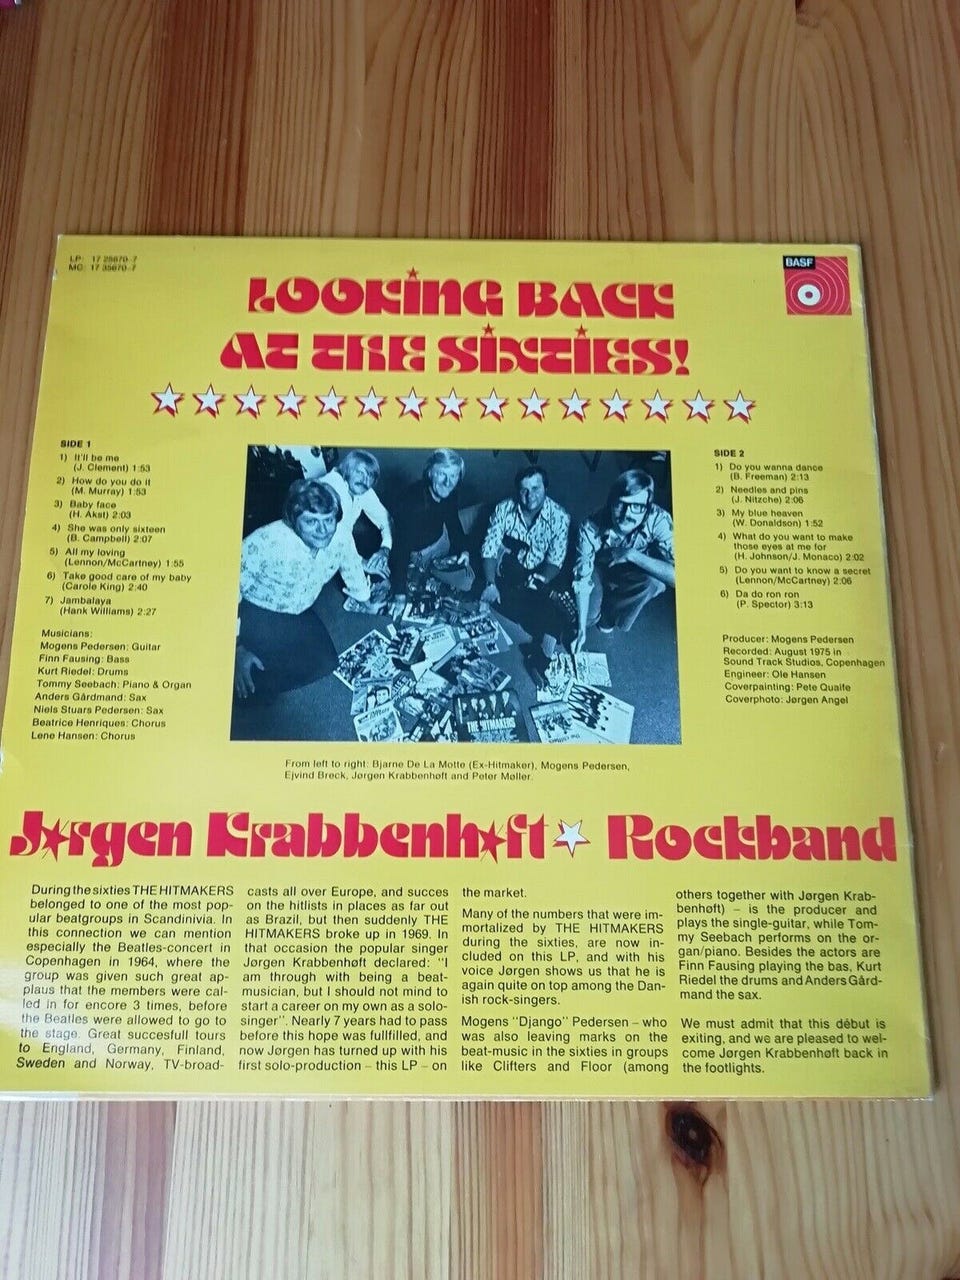 LP: 17 25670-7
MC: 17 35670-7
BASF
LOOKING BACK
AT THE SIXTIES!
SIDE 1
1) It'll be me
(J. Clement) 1:53
2) How do you do it
(M. Murray) 1:53
3) Baby face
(H. Akst) 2:03
4) She was only sixteen
(B. Campbell) 2:07
5) All my loving
(Lennon/McCartney) 1:55
6) Take good care of my baby
(Carole King) 2:40
7) Jambalaya
(Hank Williams) 2:27
Musicians:
Mogens Pedersen: Guitar
Finn Fausing: Bass
Kurt Riedel: Drums
Tommy Seebach: Piano & Organ
Anders Gårdmand: Sax
Niels Stuars Pedersen: Sax
Beatrice Henriques: Chorus
Lene Hansen: Chorus
THE HITMAKERS
SIDE 2
1) Do you wanna dance
(B. Freeman) 2:13
2) Needles and pins
(J. Nitzche) 2:06
3) My blue heaven
(W. Donaldson) 1:52
4) What do you want to make
those eyes at me for
(H. Johnson/J. Monaco) 2:02
5) Do you want to know a secret
(Lennon/McCartney) 2:06
6) Da do ron ron
(P. Spector) 3:13
Producer: Mogens Pedersen
Recorded: August 1975 in
Sound Track Studios, Copenhagen
Engineer: Ole Hansen
Coverpainting: Pete Quaife
Coverphoto: Jørgen Angel
From left to right: Bjarne De La Motte (Ex-Hitmaker), Mogens Pedersen,
Ejvind Breck, Jørgen Krabbenhøft and Peter Møller.
Jørgen Krabbenhøft Rockband
During the sixties THE HITMAKERS
belonged to one of the most pop-
ular beatgroups in Scandinivia. In
this connection we can mention
especially the Beatles-concert in
Copenhagen in 1964, where the
group was given such great ap-
plaus that the members were cal-
led in for encore 3 times, before
the Beatles were allowed to go to
the stage. Great succesfull tours
to England, Germany, Finland,
Sweden and Norway, TV-broad-
casts all over Europe, and succes
on the hitlists in places as far out
as Brazil, but then suddenly THE
HITMAKERS broke up in 1969. In
that occasion the popular singer
Jørgen Krabbenhøft declared: "I
am through with being a beat-
musician, but I should not mind to
start a career on my own as a solo-
singer". Nearly 7 years had to pass
before this hope was fullfilled, and
now Jørgen has turned up with his
first solo-production – this LP – on
the market.
Many of the numbers that were im-
mortalized by THE HITMAKERS
during the sixties, are now in-
cluded on this LP, and with his
voice Jørgen shows us that he is
again quite on top among the Dan-
ish rock-singers.
Mogens "Django" Pedersen – who
was also leaving marks on the
beat-music in the sixties in groups
like Clifters and Floor (among
others together with Jørgen Krab-
benhøft) – is the producer and
plays the single-guitar, while Tom-
my Seebach performs on the or-
gan/piano. Besides the actors are
Finn Fausing playing the bas, Kurt
Riedel the drums and Anders Gård-
mand the sax.
We must admit that this début is
exiting, and we are pleased to wel-
come Jørgen Krabbenhøft back in
the footlights.